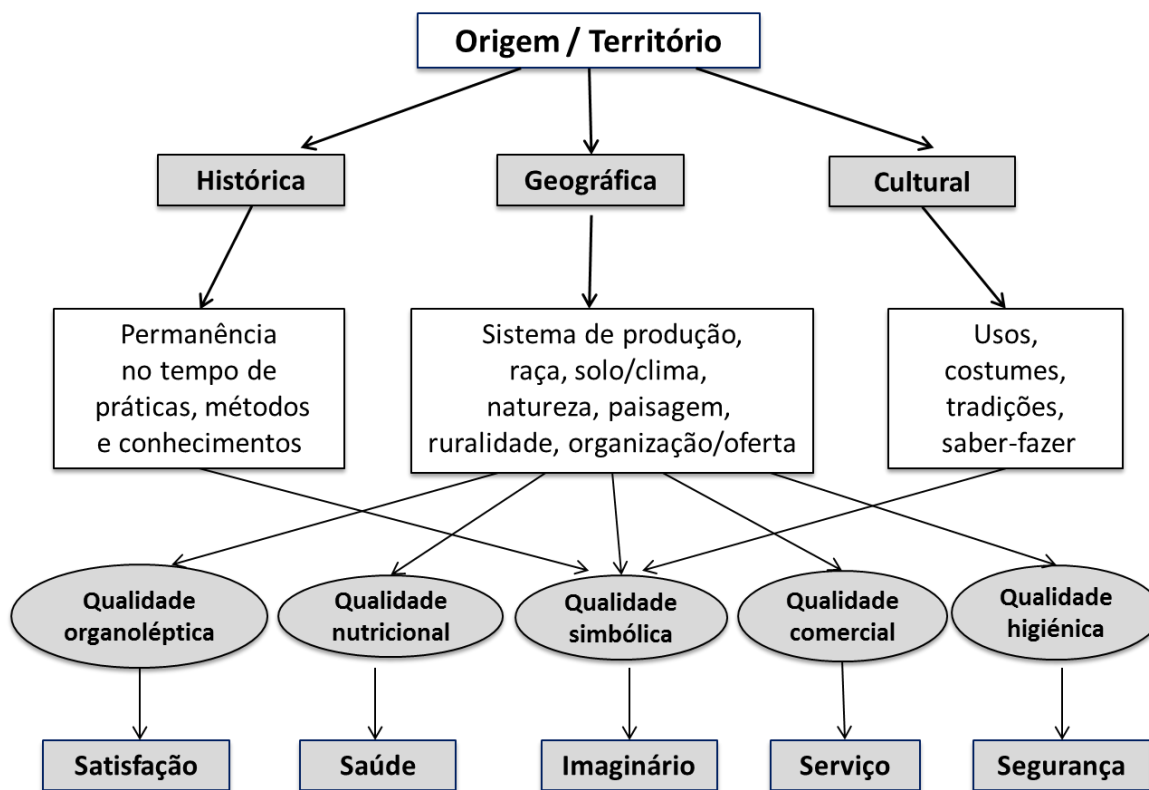 Origem / Território
Histórica
Geográfica
Cultural
Permanência
no tempo de
práticas, métodos
e conhecimentos
Sistema de produção,
raça, solo/clima,
natureza, paisagem,
ruralidade, organização/oferta
Usos,
costumes,
tradições,
saber-fazer
Qualidade
organoléptica
Qualidade
nutricional
Qualidade
simbólica
Qualidade
comercial
Qualidade
higiénica
Satisfação
Saúde
Imaginário
Serviço
Segurança